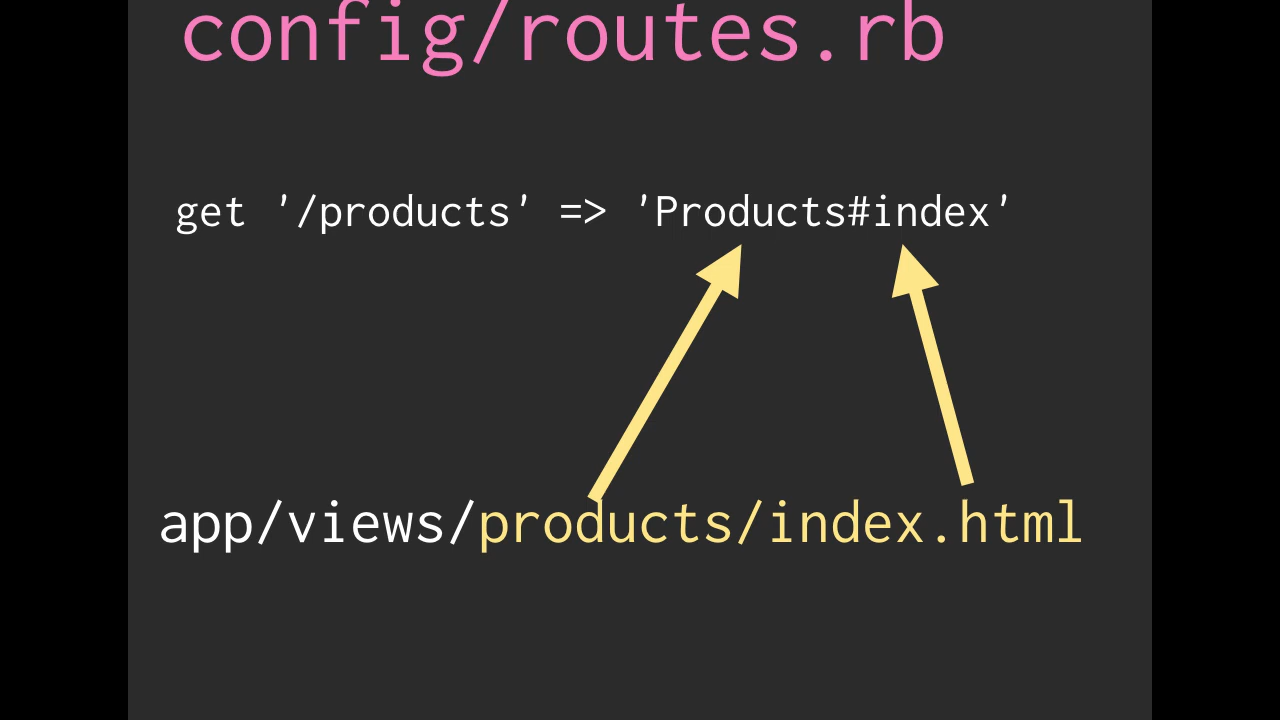 config/routes.rb
get '/products' => 'Products#index'
app/views/products/index.html